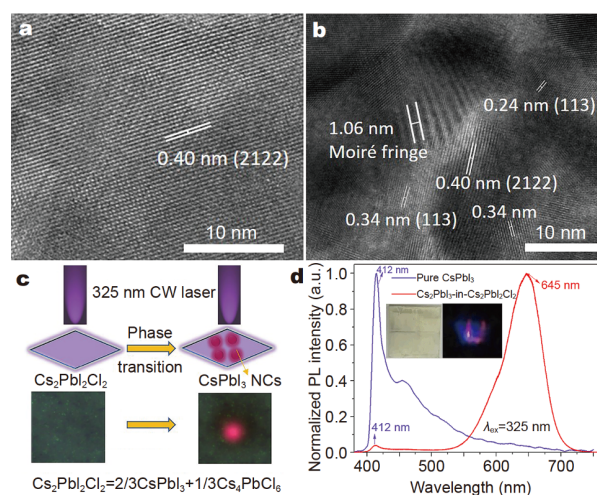 a
0.40 nm (2122)
10 nm
b
1.06 nm
Moiré fringe
0.24 nm (113)
0.40 nm (2122)
0.34 nm (113)
0.34 nm
10 nm
c
325 nm CW laser
Phase
transition
Cs₂PbI₂Cl₂
CsPbI₃ NCs
Cs₂PbI₂Cl₂=2/3CsPbI₃+1/3Cs₄PbCl₆
d
Normalized PL intensity (a.u.)
1.0
0.8
0.6
0.4
0.2
0.0
412 nm
Pure CsPbI₃
Cs₂PbI₃-in-Cs₂PbI₂Cl₂
645 nm
412 nm
λex=325 nm
400 500 600 700
Wavelength (nm)